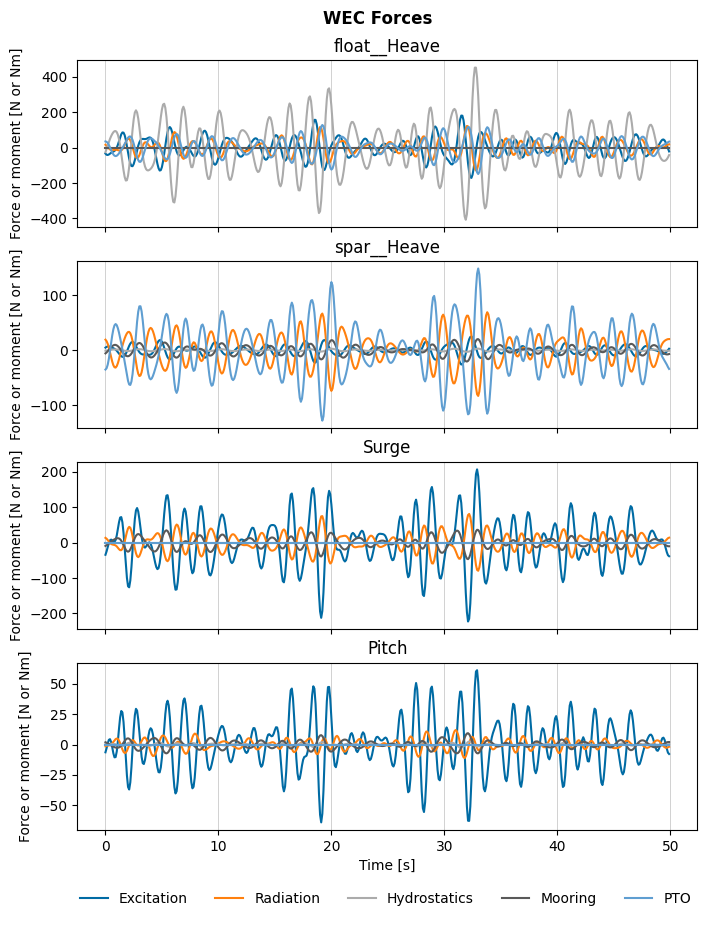 WEC Forces
float__Heave
Force or moment [N or Nm]
400
200
0
−200
−400
spar__Heave
Force or moment [N or Nm]
100
0
−100
Surge
Force or moment [N or Nm]
200
100
0
−100
−200
Pitch
Force or moment [N or Nm]
50
25
0
−25
−50
0 10 20 30 40 50
Time [s]
Excitation Radiation Hydrostatics Mooring PTO